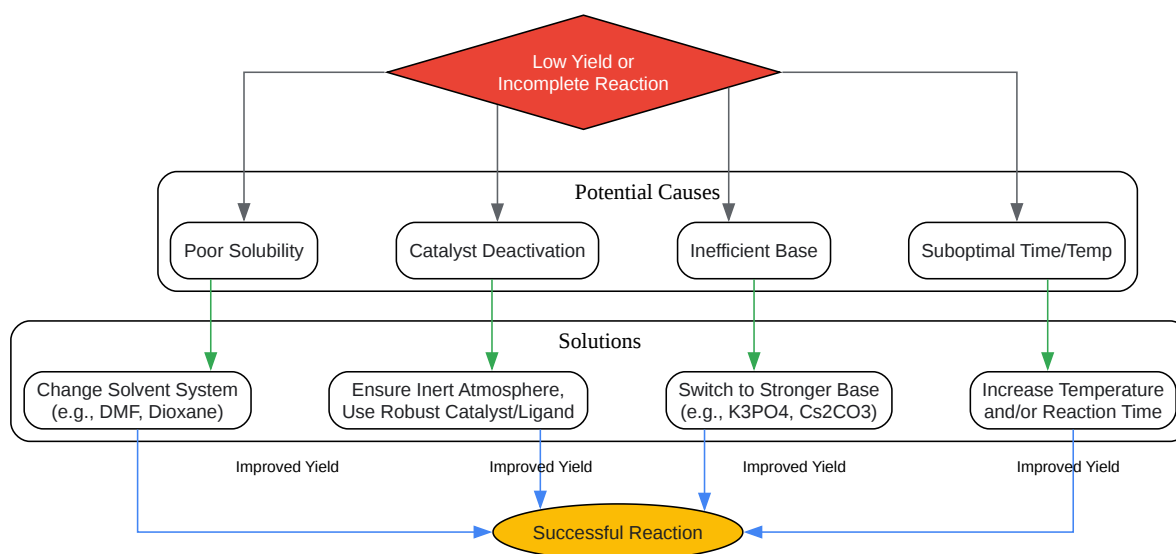 Low Yield or
Incomplete Reaction
Potential Causes
Poor Solubility
Catalyst Deactivation
Inefficient Base
Suboptimal Time/Temp
Solutions
Change Solvent System
(e.g., DMF, Dioxane)
Ensure Inert Atmosphere,
Use Robust Catalyst/Ligand
Switch to Stronger Base
(e.g., K3PO4, Cs2CO3)
Increase Temperature
and/or Reaction Time
Improved Yield
Improved Yield
Improved Yield
Improved Yield
Successful Reaction